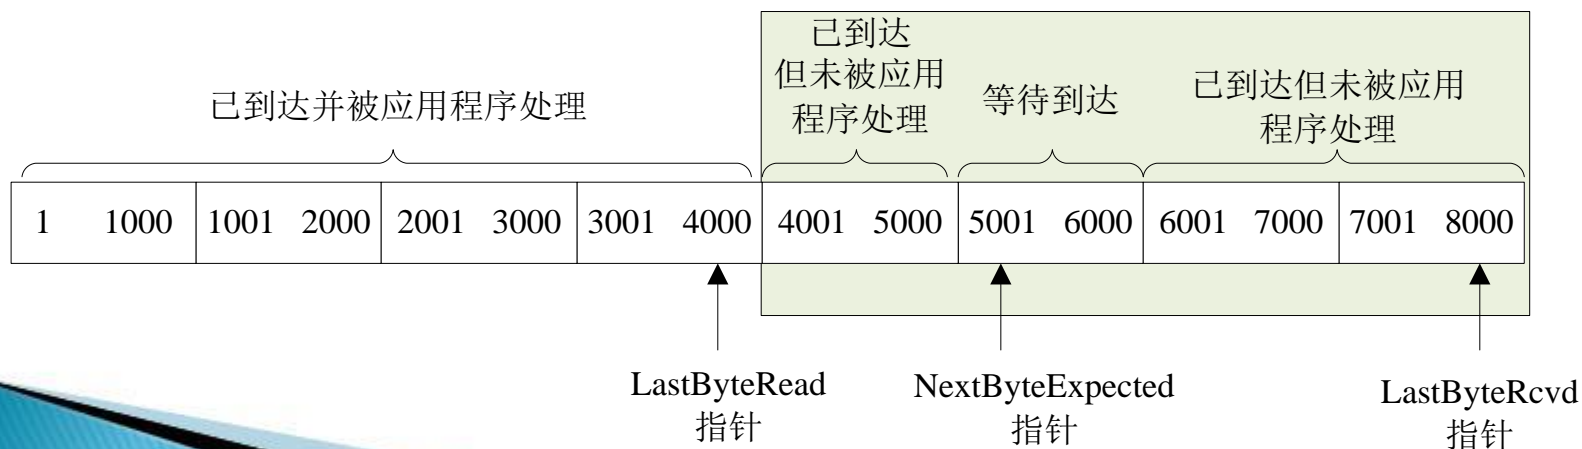 已到达
但未被应用
程序处理
已到达并被应用程序处理
等待到达
已到达但未被应用
程序处理
1 1000 1001 2000 2001 3000 3001 4000 4001 5000 5001 6000 6001 7000 7001 8000
LastByteRead
指针
NextByteExpected
指针
LastByteRcvd
指针